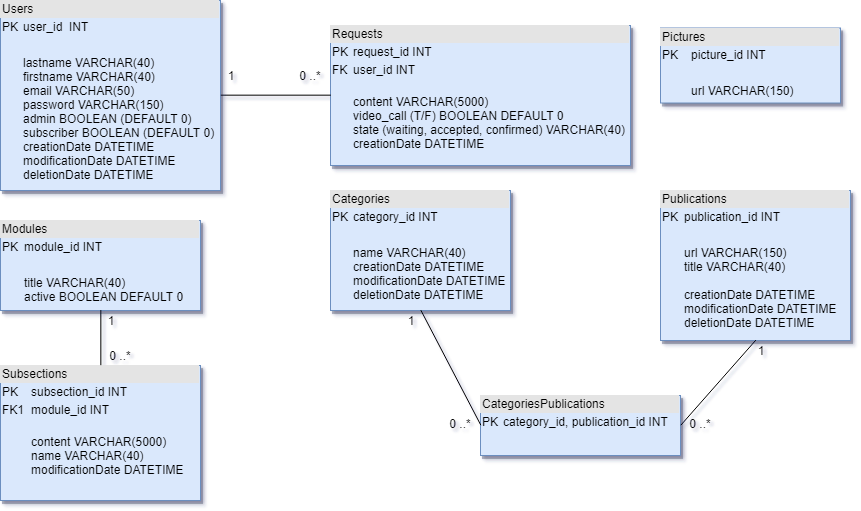 Users
PK user_id INT
lastname VARCHAR(40)
firstname VARCHAR(40)
email VARCHAR(50)
password VARCHAR(150)
admin BOOLEAN (DEFAULT 0)
subscriber BOOLEAN (DEFAULT 0)
creationDate DATETIME
modificationDate DATETIME
deletionDate DATETIME
1
0 ..*
Requests
PK request_id INT
FK user_id INT
content VARCHAR(5000)
video_call (T/F) BOOLEAN DEFAULT 0
state (waiting, accepted, confirmed) VARCHAR(40)
creationDate DATETIME
Pictures
PK picture_id INT
url VARCHAR(150)
Modules
PK module_id INT
title VARCHAR(40)
active BOOLEAN DEFAULT 0
1
0 ..*
Subsections
PK subsection_id INT
FK1 module_id INT
content VARCHAR(5000)
name VARCHAR(40)
modificationDate DATETIME
Categories
PK category_id INT
name VARCHAR(40)
creationDate DATETIME
modificationDate DATETIME
deletionDate DATETIME
1
0 ..*
Publications
PK publication_id INT
url VARCHAR(150)
title VARCHAR(40)
creationDate DATETIME
modificationDate DATETIME
deletionDate DATETIME
1
0 ..*
CategoriesPublications
PK category_id, publication_id INT